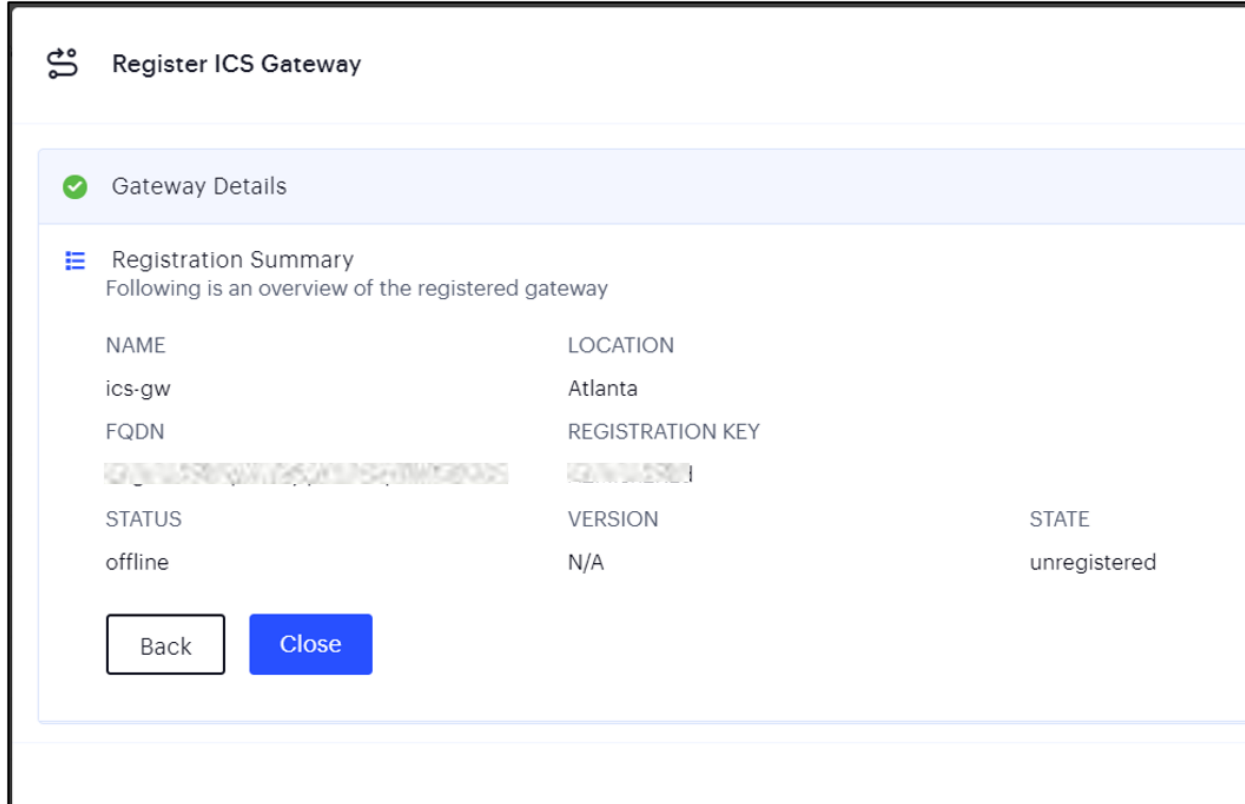 Register ICS Gateway
Gateway Details
Registration Summary
Following is an overview of the registered gateway
NAME LOCATION
ics-gw Atlanta
FQDN REGISTRATION KEY
STATUS VERSION STATE
offline N/A unregistered
Back Close